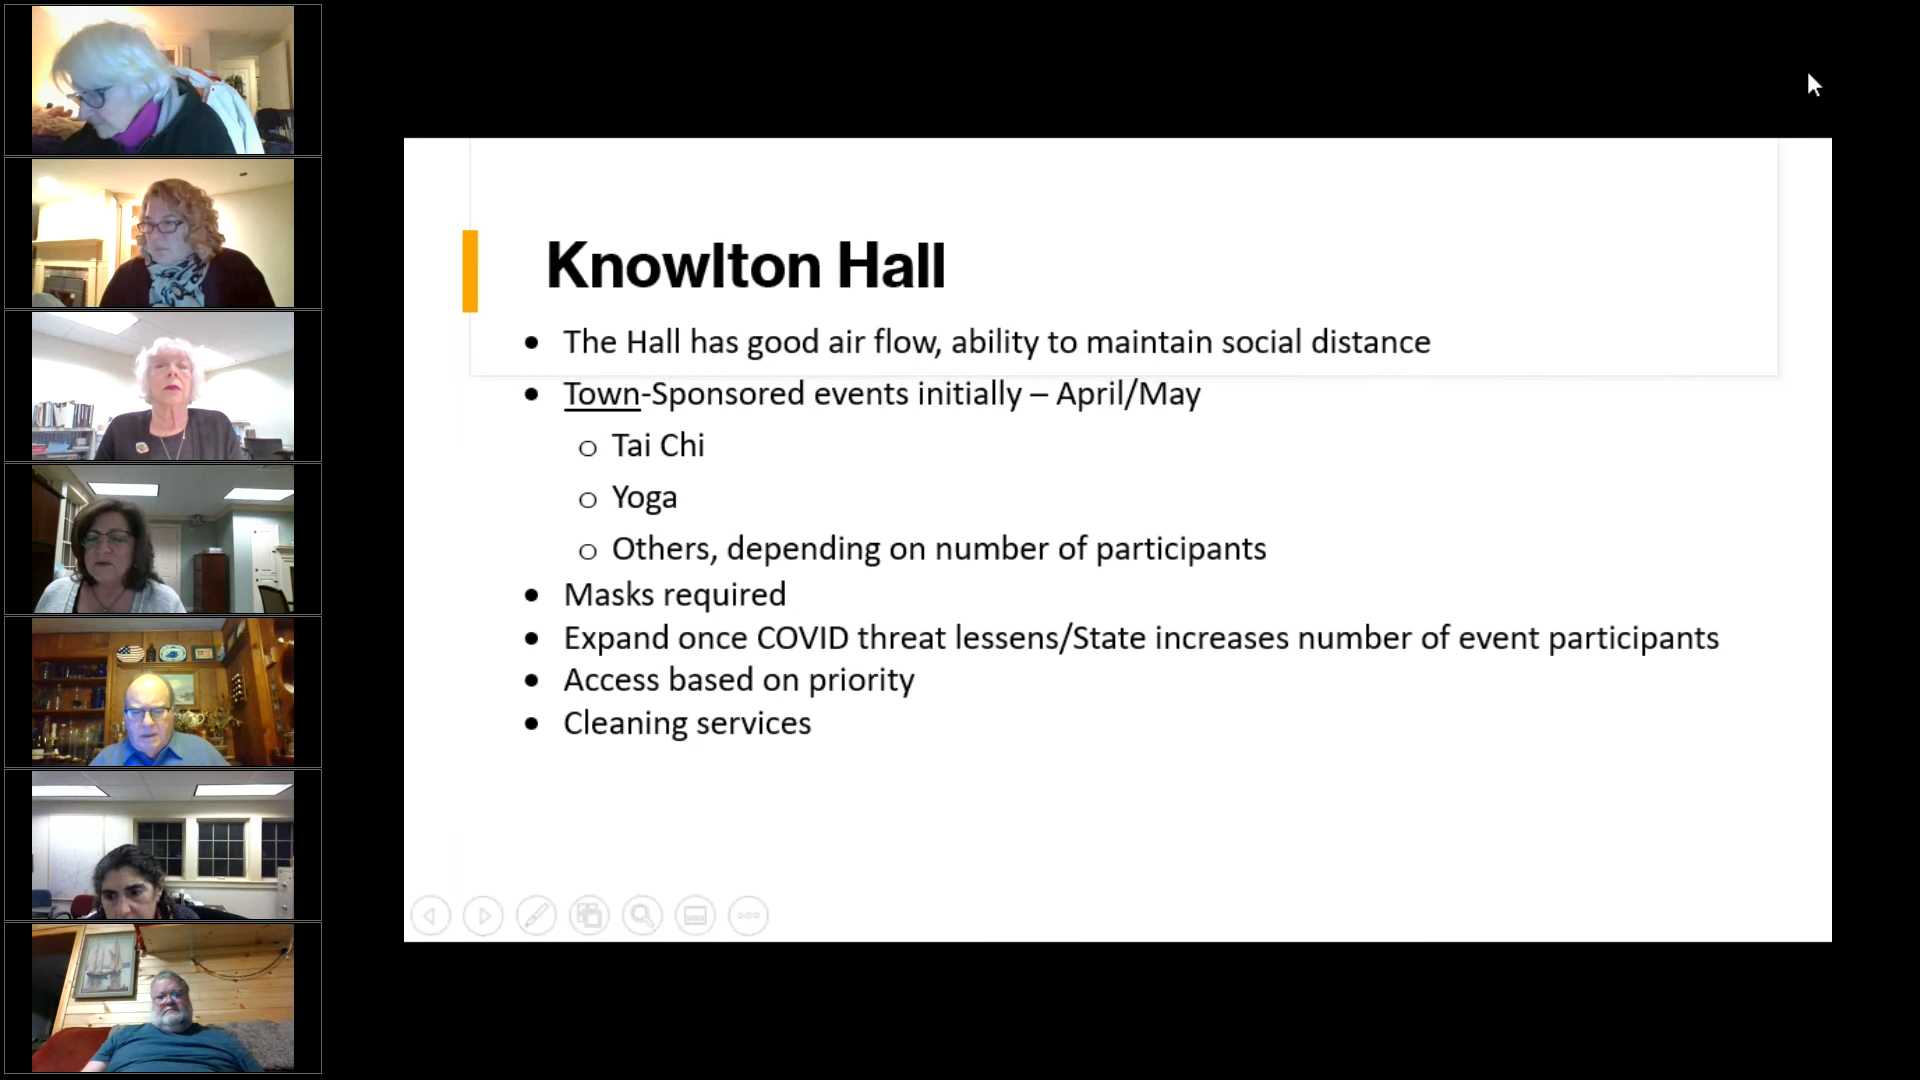 Knowlton Hall
• The Hall has good air flow, ability to maintain social distance
• Town-Sponsored events initially – April/May
o Tai Chi
o Yoga
o Others, depending on number of participants
• Masks required
• Expand once COVID threat lessens/State increases number of event participants
• Access based on priority
• Cleaning services